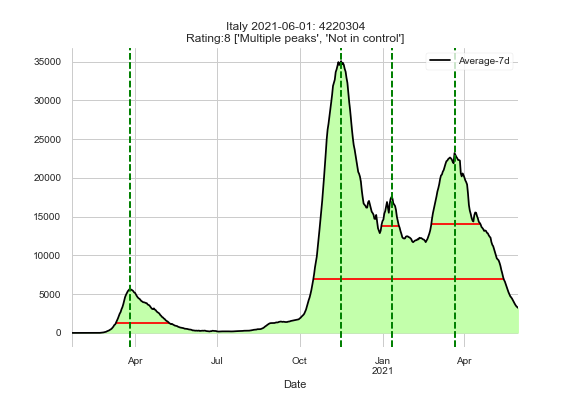 Italy 2021-06-01: 4220304
Rating:8 ['Multiple peaks', 'Not in control']
Average-7d
35000
30000
25000
20000
15000
10000
5000
0
Apr
Jul
Oct
Jan
2021
Apr
Date